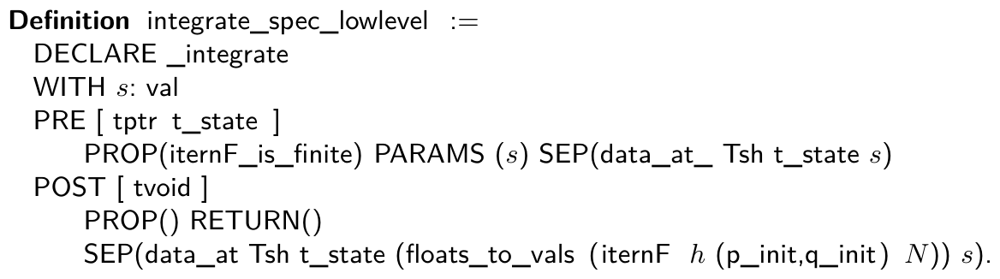 Definition integrate_spec_lowlevel :=
DECLARE _integrate
WITH s: val
PRE [ tptr t_state ]
PROP(iternF_is_finite) PARAMS (s) SEP(data_at_ Tsh t_state s)
POST [ tvoid ]
PROP() RETURN()
SEP(data_at Tsh t_state (floats_to_vals (iternF h (p_init,q_init) N)) s).